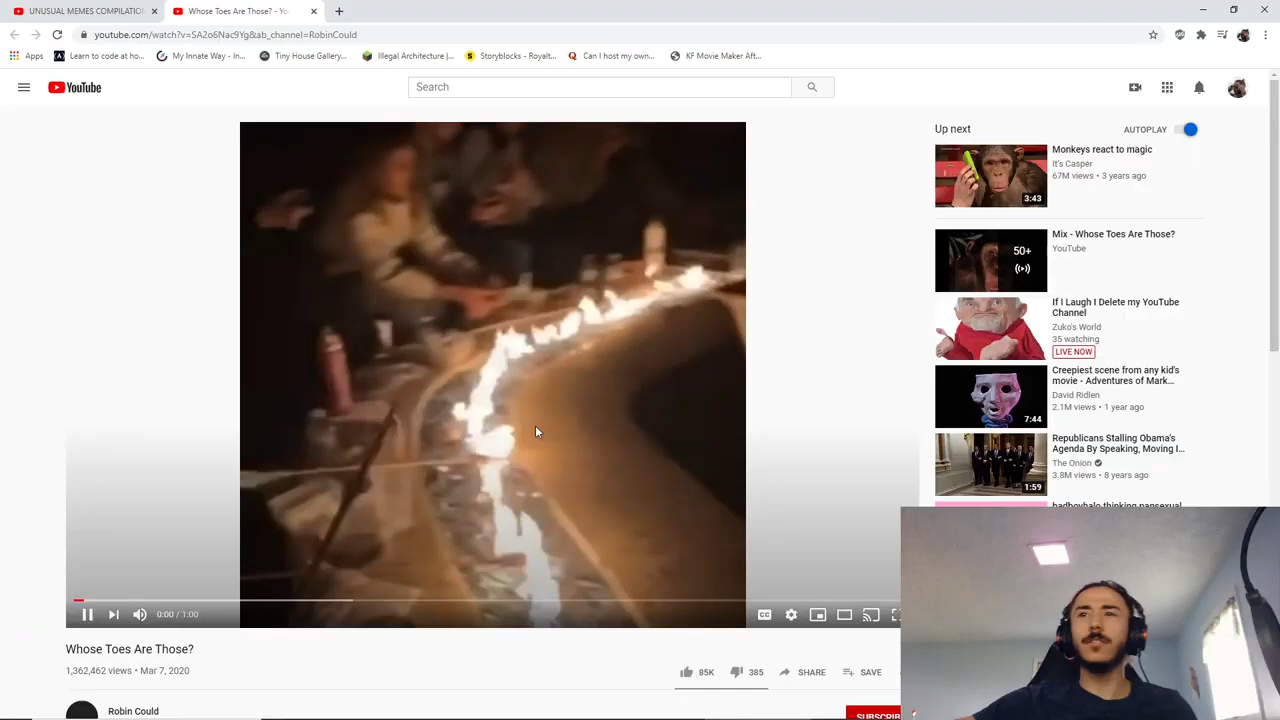 UNUSUAL MEMES COMPILATIO
Whose Toes Are Those? - Yo
youtube.com/watch?v=SA2o6Nac9Yg&ab_channel=RobinCould
Apps Learn to code at ho... My Innate Way - In... Tiny House Gallery... Illegal Architecture |... Storyblocks - Royalt... Can I host my own... KF Movie Maker Aft...
YouTube
Search
Up next
AUTOPLAY
Monkeys react to magic
It's Casper
67M views • 3 years ago
3:43
Mix - Whose Toes Are Those?
YouTube
50+
If I Laugh I Delete my YouTube
Channel
Zuko's World
35 watching
LIVE NOW
Creepiest scene from any kid's
movie - Adventures of Mark...
David Ridlen
2.1M views • 1 year ago
7:44
Republicans Stalling Obama's
Agenda By Speaking, Moving I...
The Onion
3.8M views • 8 years ago
1:59
badboyhalo thinking pansexual
0:00 / 1:00
CC
Whose Toes Are Those?
1,362,462 views • Mar 7, 2020
85K 385 SHARE SAVE
Robin Could
SUBSCRIB